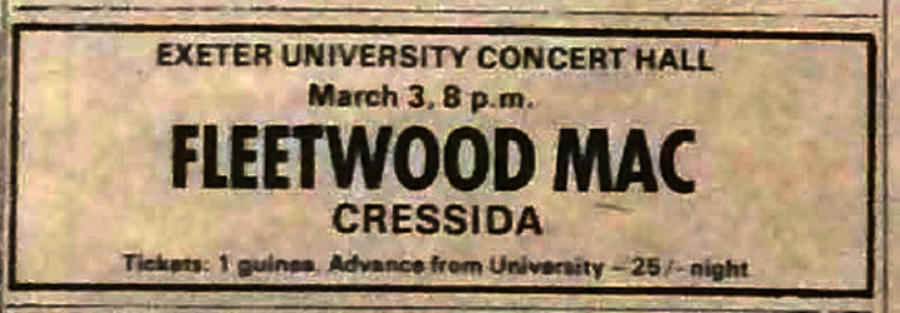 EXETER UNIVERSITY CONCERT HALL
March 3, 8 p.m.
FLEETWOOD MAC
CRESSIDA
Tickets: 1 guinea. Advance from University – 25/- night